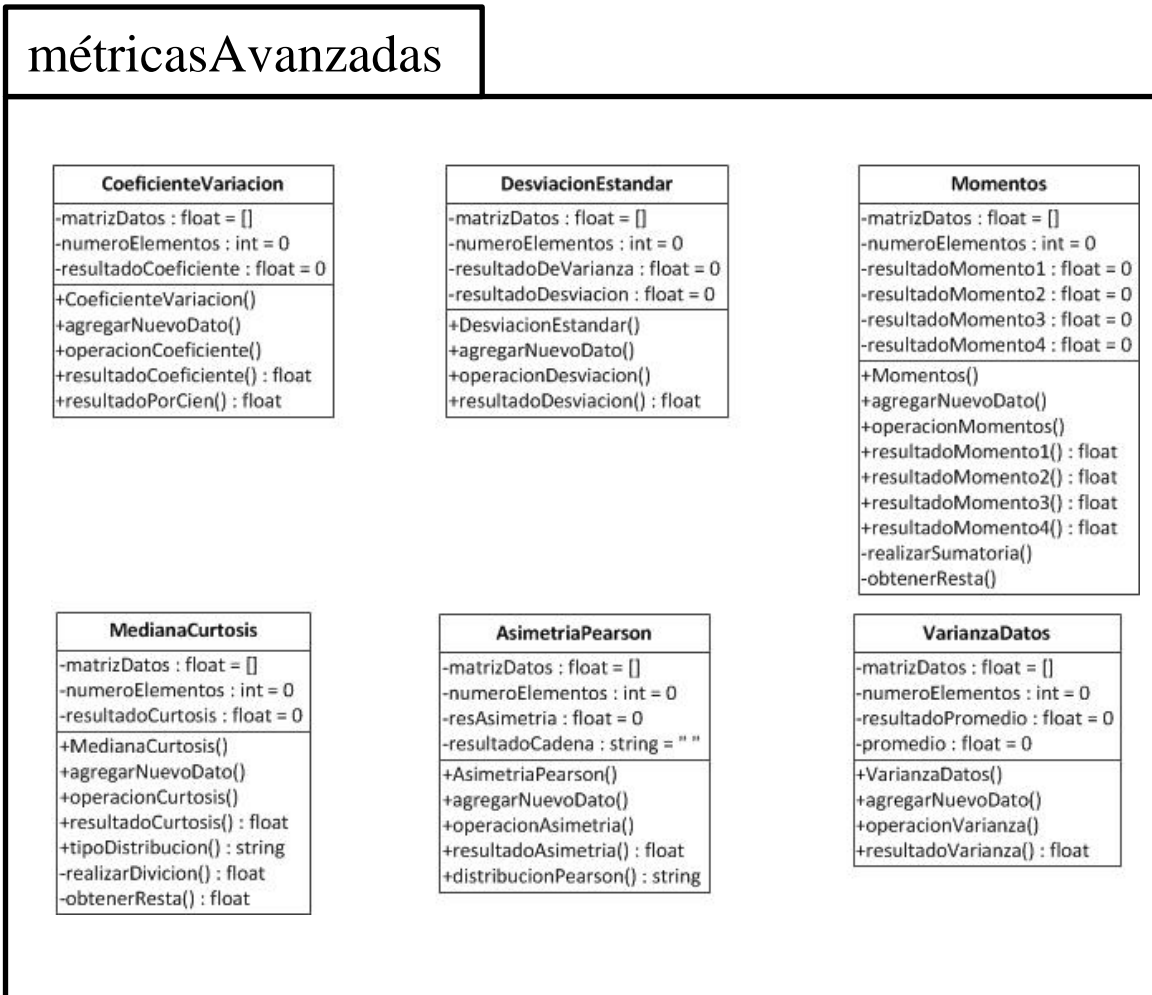 métricasAvanzadas
CoeficienteVariacion
-matrizDatos : float = []
-numeroElementos : int = 0
-resultadoCoeficiente : float = 0
+CoeficienteVariacion()
+agregarNuevoDato()
+operacionCoeficiente()
+resultadoCoeficiente() : float
+resultadoPorCien() : float
DesviacionEstandar
-matrizDatos : float = []
-numeroElementos : int = 0
-resultadoDeVarianza : float = 0
-resultadoDesviacion : float = 0
+DesviacionEstandar()
+agregarNuevoDato()
+operacionDesviacion()
+resultadoDesviacion() : float
Momentos
-matrizDatos : float = []
-numeroElementos : int = 0
-resultadoMomento1 : float = 0
-resultadoMomento2 : float = 0
-resultadoMomento3 : float = 0
-resultadoMomento4 : float = 0
+Momentos()
+agregarNuevoDato()
+operacionMomentos()
+resultadoMomento1() : float
+resultadoMomento2() : float
+resultadoMomento3() : float
+resultadoMomento4() : float
-realizarSumatoria()
-obtenerResta()
MedianaCurtosis
-matrizDatos : float = []
-numeroElementos : int = 0
-resultadoCurtosis : float = 0
+MedianaCurtosis()
+agregarNuevoDato()
+operacionCurtosis()
+resultadoCurtosis() : float
+tipoDistribucion() : string
-realizarDivicion() : float
-obtenerResta() : float
AsimetriaPearson
-matrizDatos : float = []
-numeroElementos : int = 0
-resAsimetria : float = 0
-resultadoCadena : string = " "
+AsimetriaPearson()
+agregarNuevoDato()
+operacionAsimetria()
+resultadoAsimetria() : float
+distribucionPearson() : string
VarianzaDatos
-matrizDatos : float = []
-numeroElementos : int = 0
-resultadoPromedio : float = 0
-promedio : float = 0
+VarianzaDatos()
+agregarNuevoDato()
+operacionVarianza()
+resultadoVarianza() : float